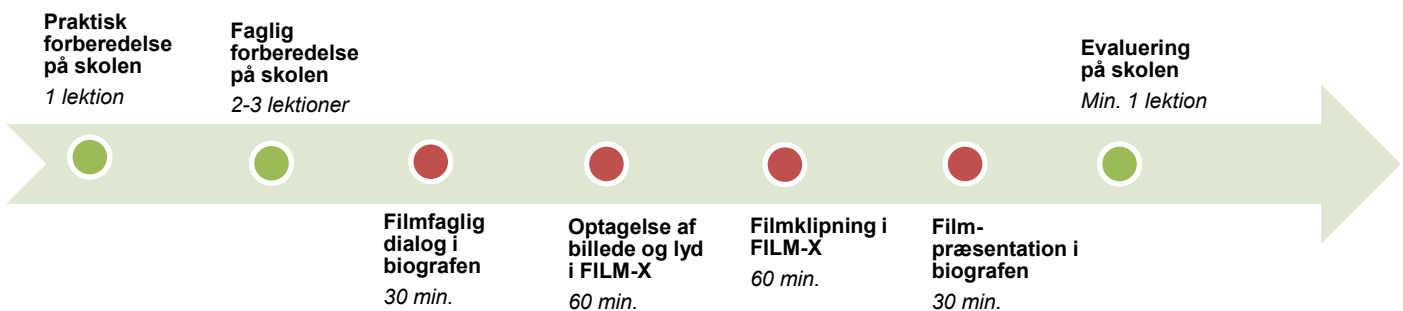 Praktisk
forberedelse
på skolen
1 lektion
Faglig
forberedelse
på skolen
2-3 lektioner
Filmfaglig
dialog i
biografen
30 min.
Optagelse af
billede og lyd
i FILM-X
60 min.
Filmklipning i
FILM-X
60 min.
Film-
præsentation i
biografen
30 min.
Evaluering
på skolen
Min. 1 lektion